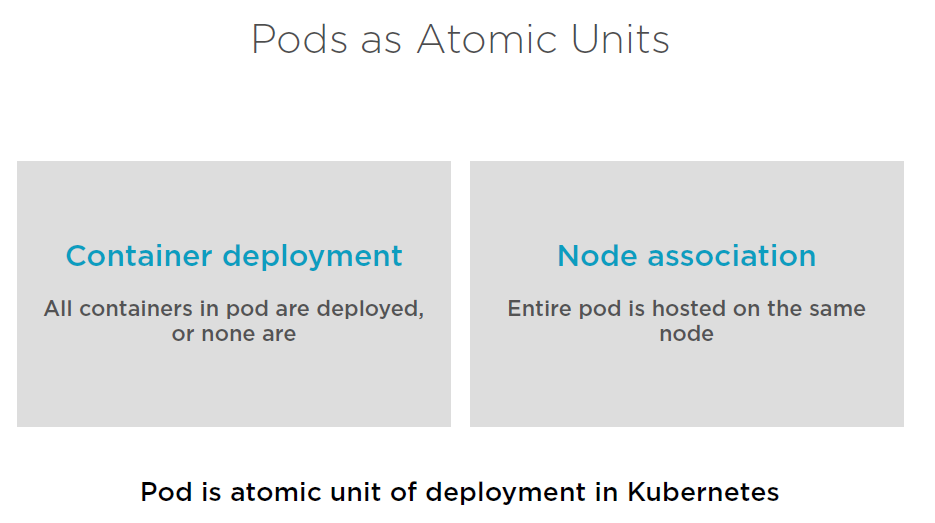 Pods as Atomic Units
Container deployment
All containers in pod are deployed,
or none are
Node association
Entire pod is hosted on the same
node
Pod is atomic unit of deployment in Kubernetes